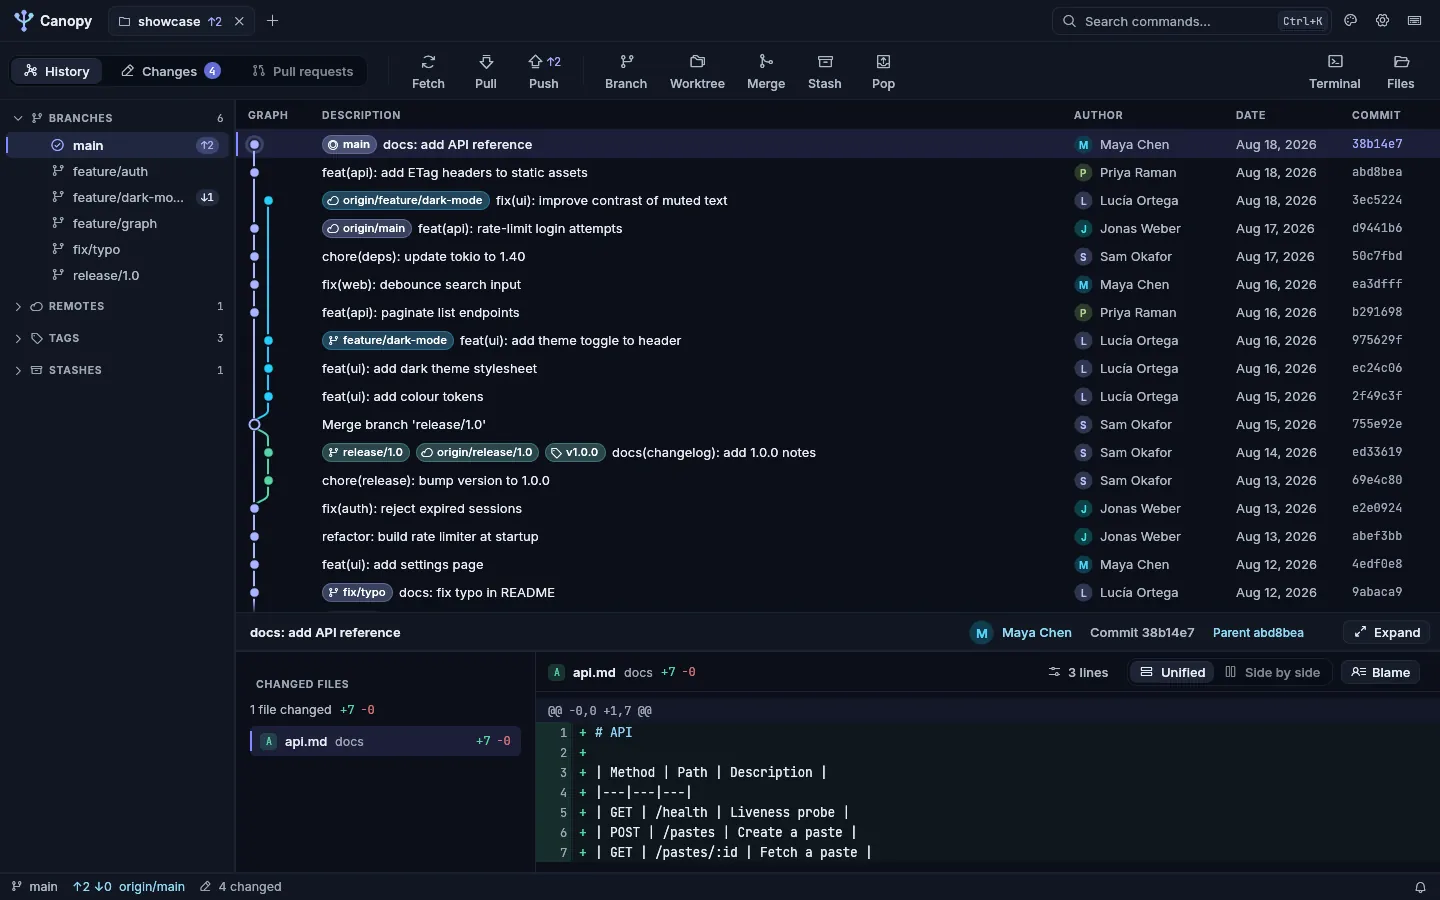 Canopy showcase ↑2 Search commands... Ctrl+K
History Changes 4 Pull requests Fetch Pull ↑2 Push Branch Worktree Merge Stash Pop Terminal Files
BRANCHES 6
main ↑2
feature/auth
feature/dark-mo... ↓1
feature/graph
fix/typo
release/1.0
REMOTES 1
TAGS 3
STASHES 1
GRAPH DESCRIPTION AUTHOR DATE COMMIT
main docs: add API reference M Maya Chen Aug 18, 2026 38b14e7
feat(api): add ETag headers to static assets P Priya Raman Aug 18, 2026 abd8bea
origin/feature/dark-mode fix(ui): improve contrast of muted text L Lucía Ortega Aug 18, 2026 3ec5224
origin/main feat(api): rate-limit login attempts J Jonas Weber Aug 17, 2026 d9441b6
chore(deps): update tokio to 1.40 S Sam Okafor Aug 17, 2026 50c7fbd
fix(web): debounce search input M Maya Chen Aug 16, 2026 ea3dfff
feat(api): paginate list endpoints P Priya Raman Aug 16, 2026 b291698
feature/dark-mode feat(ui): add theme toggle to header L Lucía Ortega Aug 16, 2026 975629f
feat(ui): add dark theme stylesheet L Lucía Ortega Aug 16, 2026 ec24c06
feat(ui): add colour tokens L Lucía Ortega Aug 15, 2026 2f49c3f
Merge branch 'release/1.0' S Sam Okafor Aug 15, 2026 755e92e
release/1.0 origin/release/1.0 v1.0.0 docs(changelog): add 1.0.0 notes S Sam Okafor Aug 14, 2026 ed33619
chore(release): bump version to 1.0.0 S Sam Okafor Aug 13, 2026 69e4c80
fix(auth): reject expired sessions J Jonas Weber Aug 13, 2026 e2e0924
refactor: build rate limiter at startup J Jonas Weber Aug 13, 2026 abef3bb
feat(ui): add settings page M Maya Chen Aug 12, 2026 4edf0e8
fix/typo docs: fix typo in README L Lucía Ortega Aug 12, 2026 9abaca9
docs: add API reference M Maya Chen Commit 38b14e7 Parent abd8bea Expand
CHANGED FILES
1 file changed +7 -0
A api.md docs +7 -0
A api.md docs +7 -0 3 lines Unified Side by side Blame
@@ -0,0 +1,7 @@
1 + # API
2 +
3 + | Method | Path | Description |
4 + |---|---|---|
5 + | GET | /health | Liveness probe |
6 + | POST | /pastes | Create a paste |
7 + | GET | /pastes/:id | Fetch a paste |
main ↑2 ↓0 origin/main 4 changed